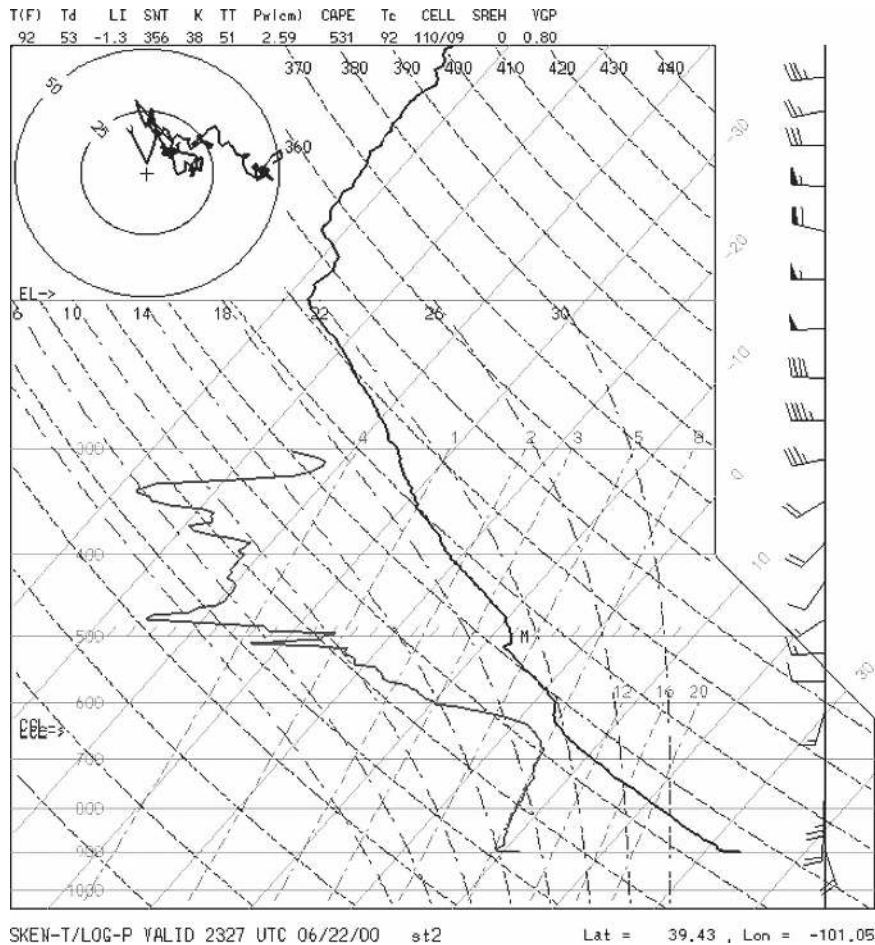 T(F) Td LI SWT K TT Pw(cm) CAPE Tc CELL SREH VGP
92 53 -1.3 356 38 51 2.59 531 92 110/09 0 0.80
370 380 390 400 410 420 430 440
50
25
360
-30
-20
EL->
6 10 14 18 22 26 30
-10
4 1 2 3 5 8
0
400
10
500
M
30
600
12 16 20
700
800
1000
SKEW-T/LOG-P VALID 2327 UTC 06/22/00 st2 Lat = 39.43 , Lon = -101.05